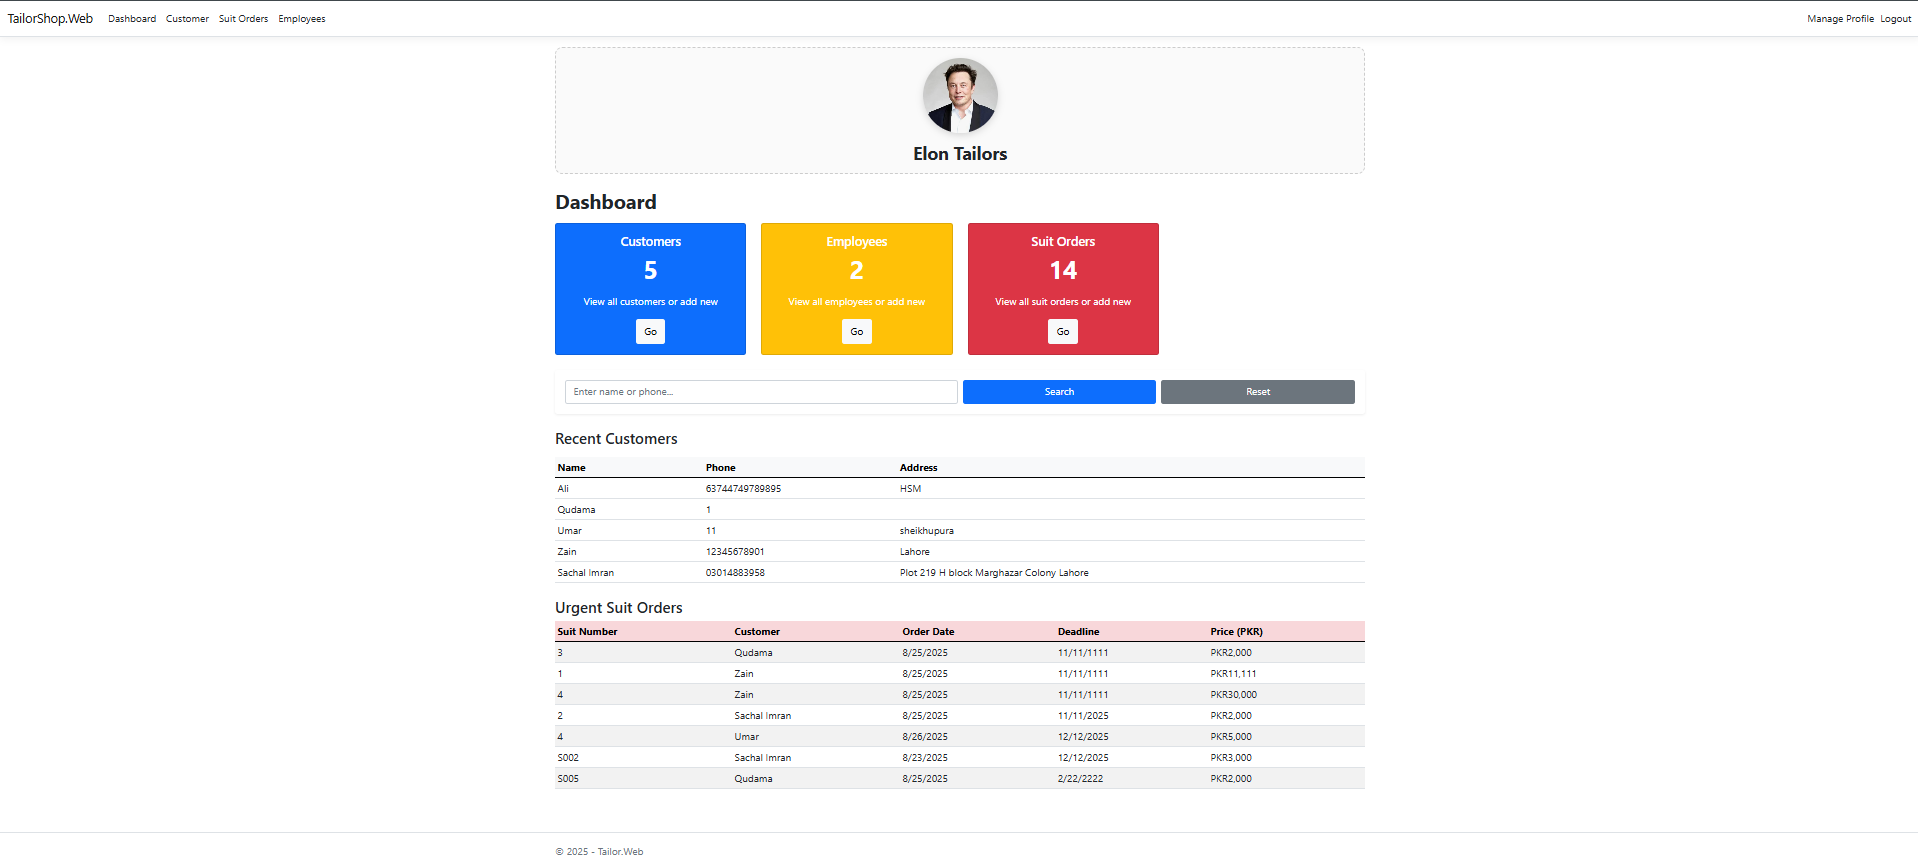 TailorShop.Web Dashboard Customer Suit Orders Employees Manage Profile Logout
Elon Tailors
Dashboard
Customers Employees Suit Orders
5 2 14
View all customers or add new View all employees or add new View all suit orders or add new
Go Go Go
Enter name or phone... Search Reset
Recent Customers
Name Phone Address
Ali 63744749789895 HSM
Qudama 1
Umar 11 sheikhupura
Zain 12345678901 Lahore
Sachal Imran 03014883958 Plot 219 H block Marghazar Colony Lahore
Urgent Suit Orders
Suit Number Customer Order Date Deadline Price (PKR)
3 Qudama 8/25/2025 11/11/1111 PKR2,000
1 Zain 8/25/2025 11/11/1111 PKR11,111
4 Zain 8/25/2025 11/11/1111 PKR30,000
2 Sachal Imran 8/25/2025 11/11/2025 PKR2,000
4 Umar 8/26/2025 12/12/2025 PKR5,000
S002 Sachal Imran 8/23/2025 12/12/2025 PKR3,000
S005 Qudama 8/25/2025 2/22/2222 PKR2,000
© 2025 - Tailor.Web